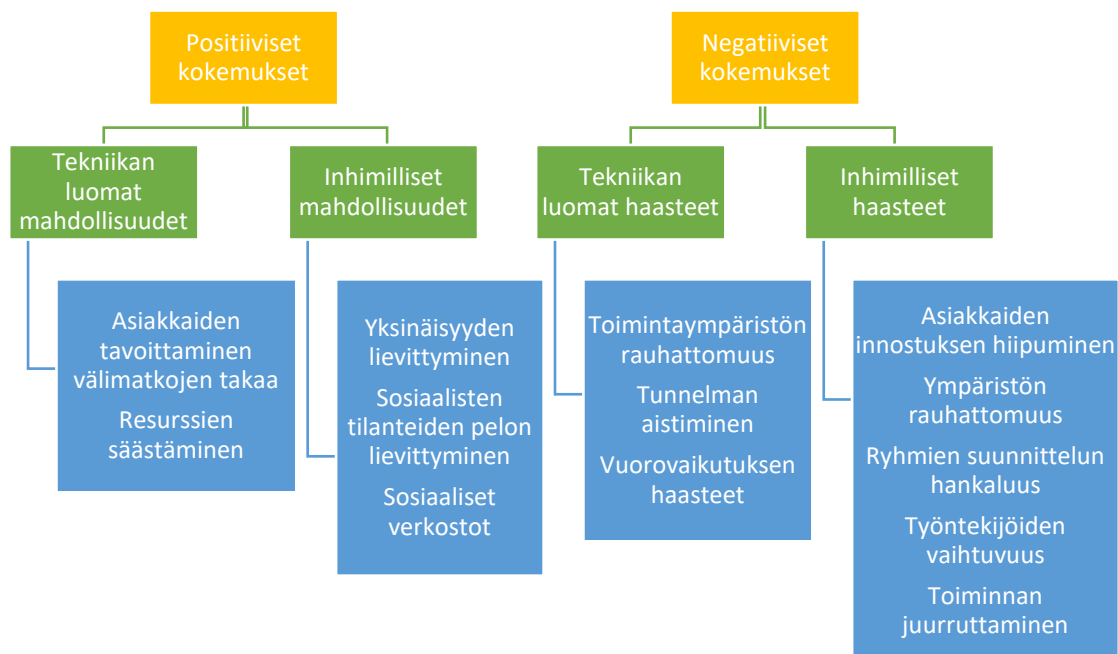 Positiiviset
kokemukset
Negatiiviset
kokemukset
Tekniikan
luomat
mahdollisuudet
Inhimilliset
mahdollisuudet
Tekniikan
luomat haasteet
Inhimilliset
haasteet
Asiakkaiden
tavoittaminen
välimatkojen takaa
Resurssien
säästäminen
Yksinäisyyden
lievittyminen
Sosiaalisten
tilanteiden pelon
lievittyminen
Sosiaaliset
verkostot
Toimintaympäristön
rauhattomuus
Tunnelman
aistiminen
Vuorovaikutuksen
haasteet
Asiakkaiden
innostuksen hiipuminen
Ympäristön
rauhattomuus
Ryhmien suunnittelun
hankaluus
Työntekijöiden
vaihtuvuus
Toiminnan
juurruttaminen